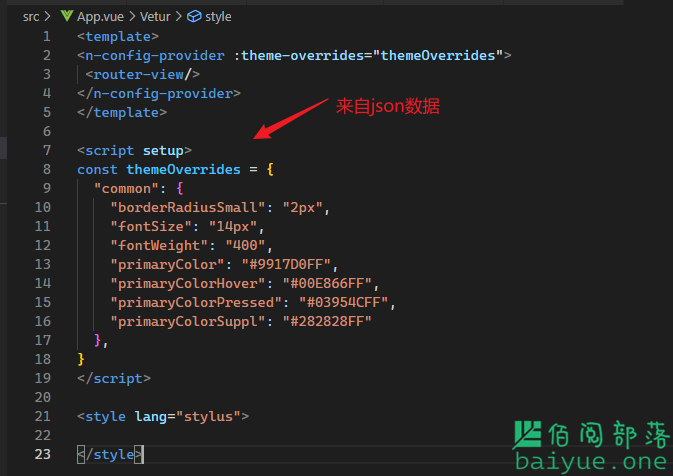 src > App.vue > Vetur > style
1 <template>
2 <n-config-provider :theme-overrides="themeOverrides">
3 <router-view/>
4 </n-config-provider>
5 </template>
6
来自json数据
7 <script setup>
8 const themeOverrides = {
9 "common": {
10 "borderRadiusSmall": "2px",
11 "fontSize": "14px",
12 "fontWeight": "400",
13 "primaryColor": "#9917D0FF",
14 "primaryColorHover": "#00E866FF",
15 "primaryColorPressed": "#03954CFF",
16 "primaryColorSuppl": "#282828FF"
17 },
18 }
19 </script>
20
21 <style lang="stylus">
22
23 </style>
佰阅部落
baiyue.one